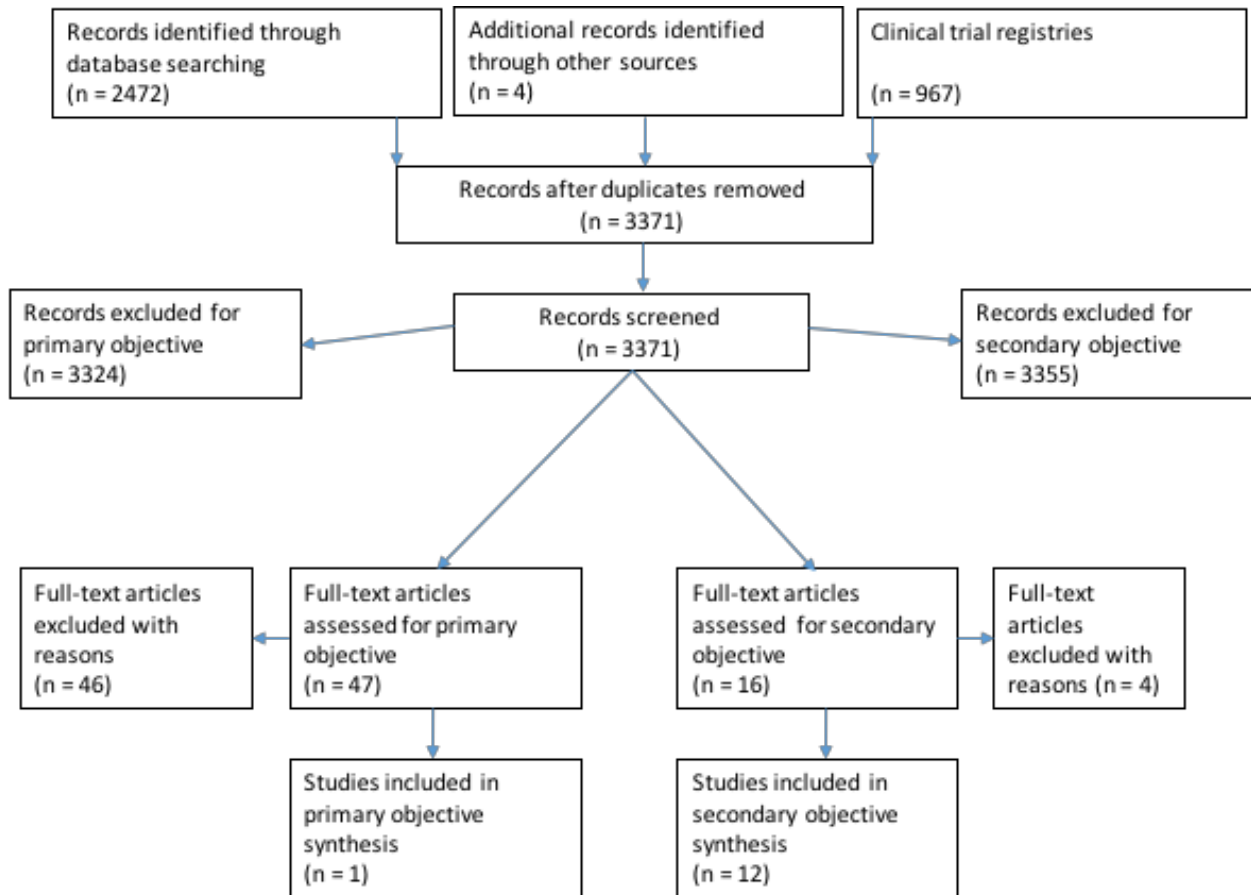 Records identified through
database searching
(n = 2472)
Additional records identified
through other sources
(n = 4)
Clinical trial registries
(n = 967)
Records after duplicates removed
(n = 3371)
Records excluded for
primary objective
(n = 3324)
Records screened
(n = 3371)
Records excluded for
secondary objective
(n = 3355)
Full-text articles
excluded with
reasons
(n = 46)
Full-text articles
assessed for primary
objective
(n = 47)
Full-text articles
assessed for secondary
objective
(n = 16)
Full-text
articles
excluded with
reasons (n = 4)
Studies included in
primary objective
synthesis
(n = 1)
Studies included in
secondary objective
synthesis
(n = 12)